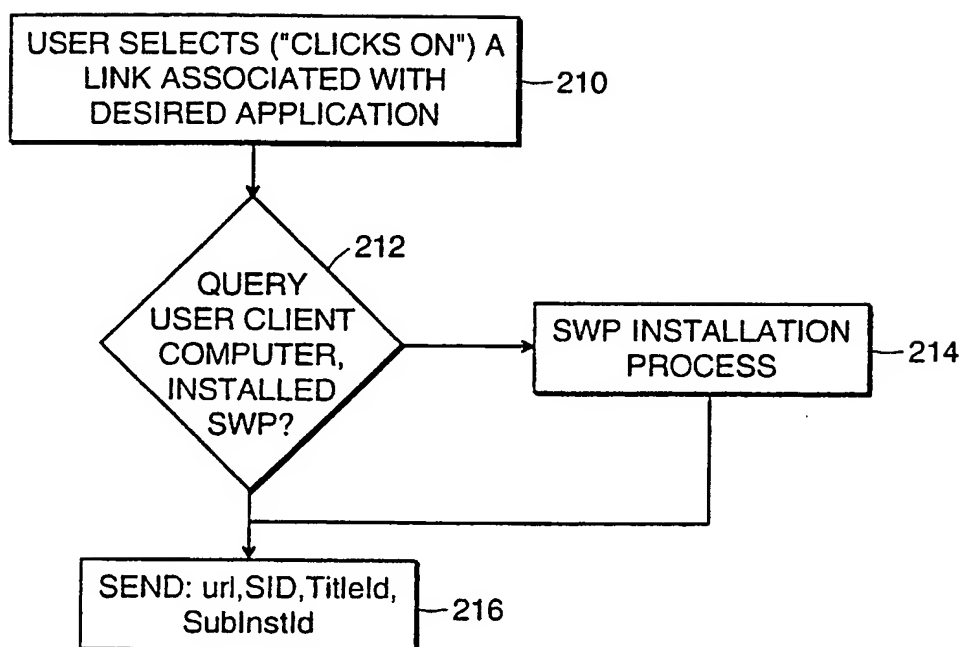 USER SELECTS ("CLICKS ON") A
LINK ASSOCIATED WITH
DESIRED APPLICATION
210
212
QUERY
USER CLIENT
COMPUTER,
INSTALLED
SWP?
SWP INSTALLATION
PROCESS
214
SEND: url,SID,TitleId,
SubInstId
216